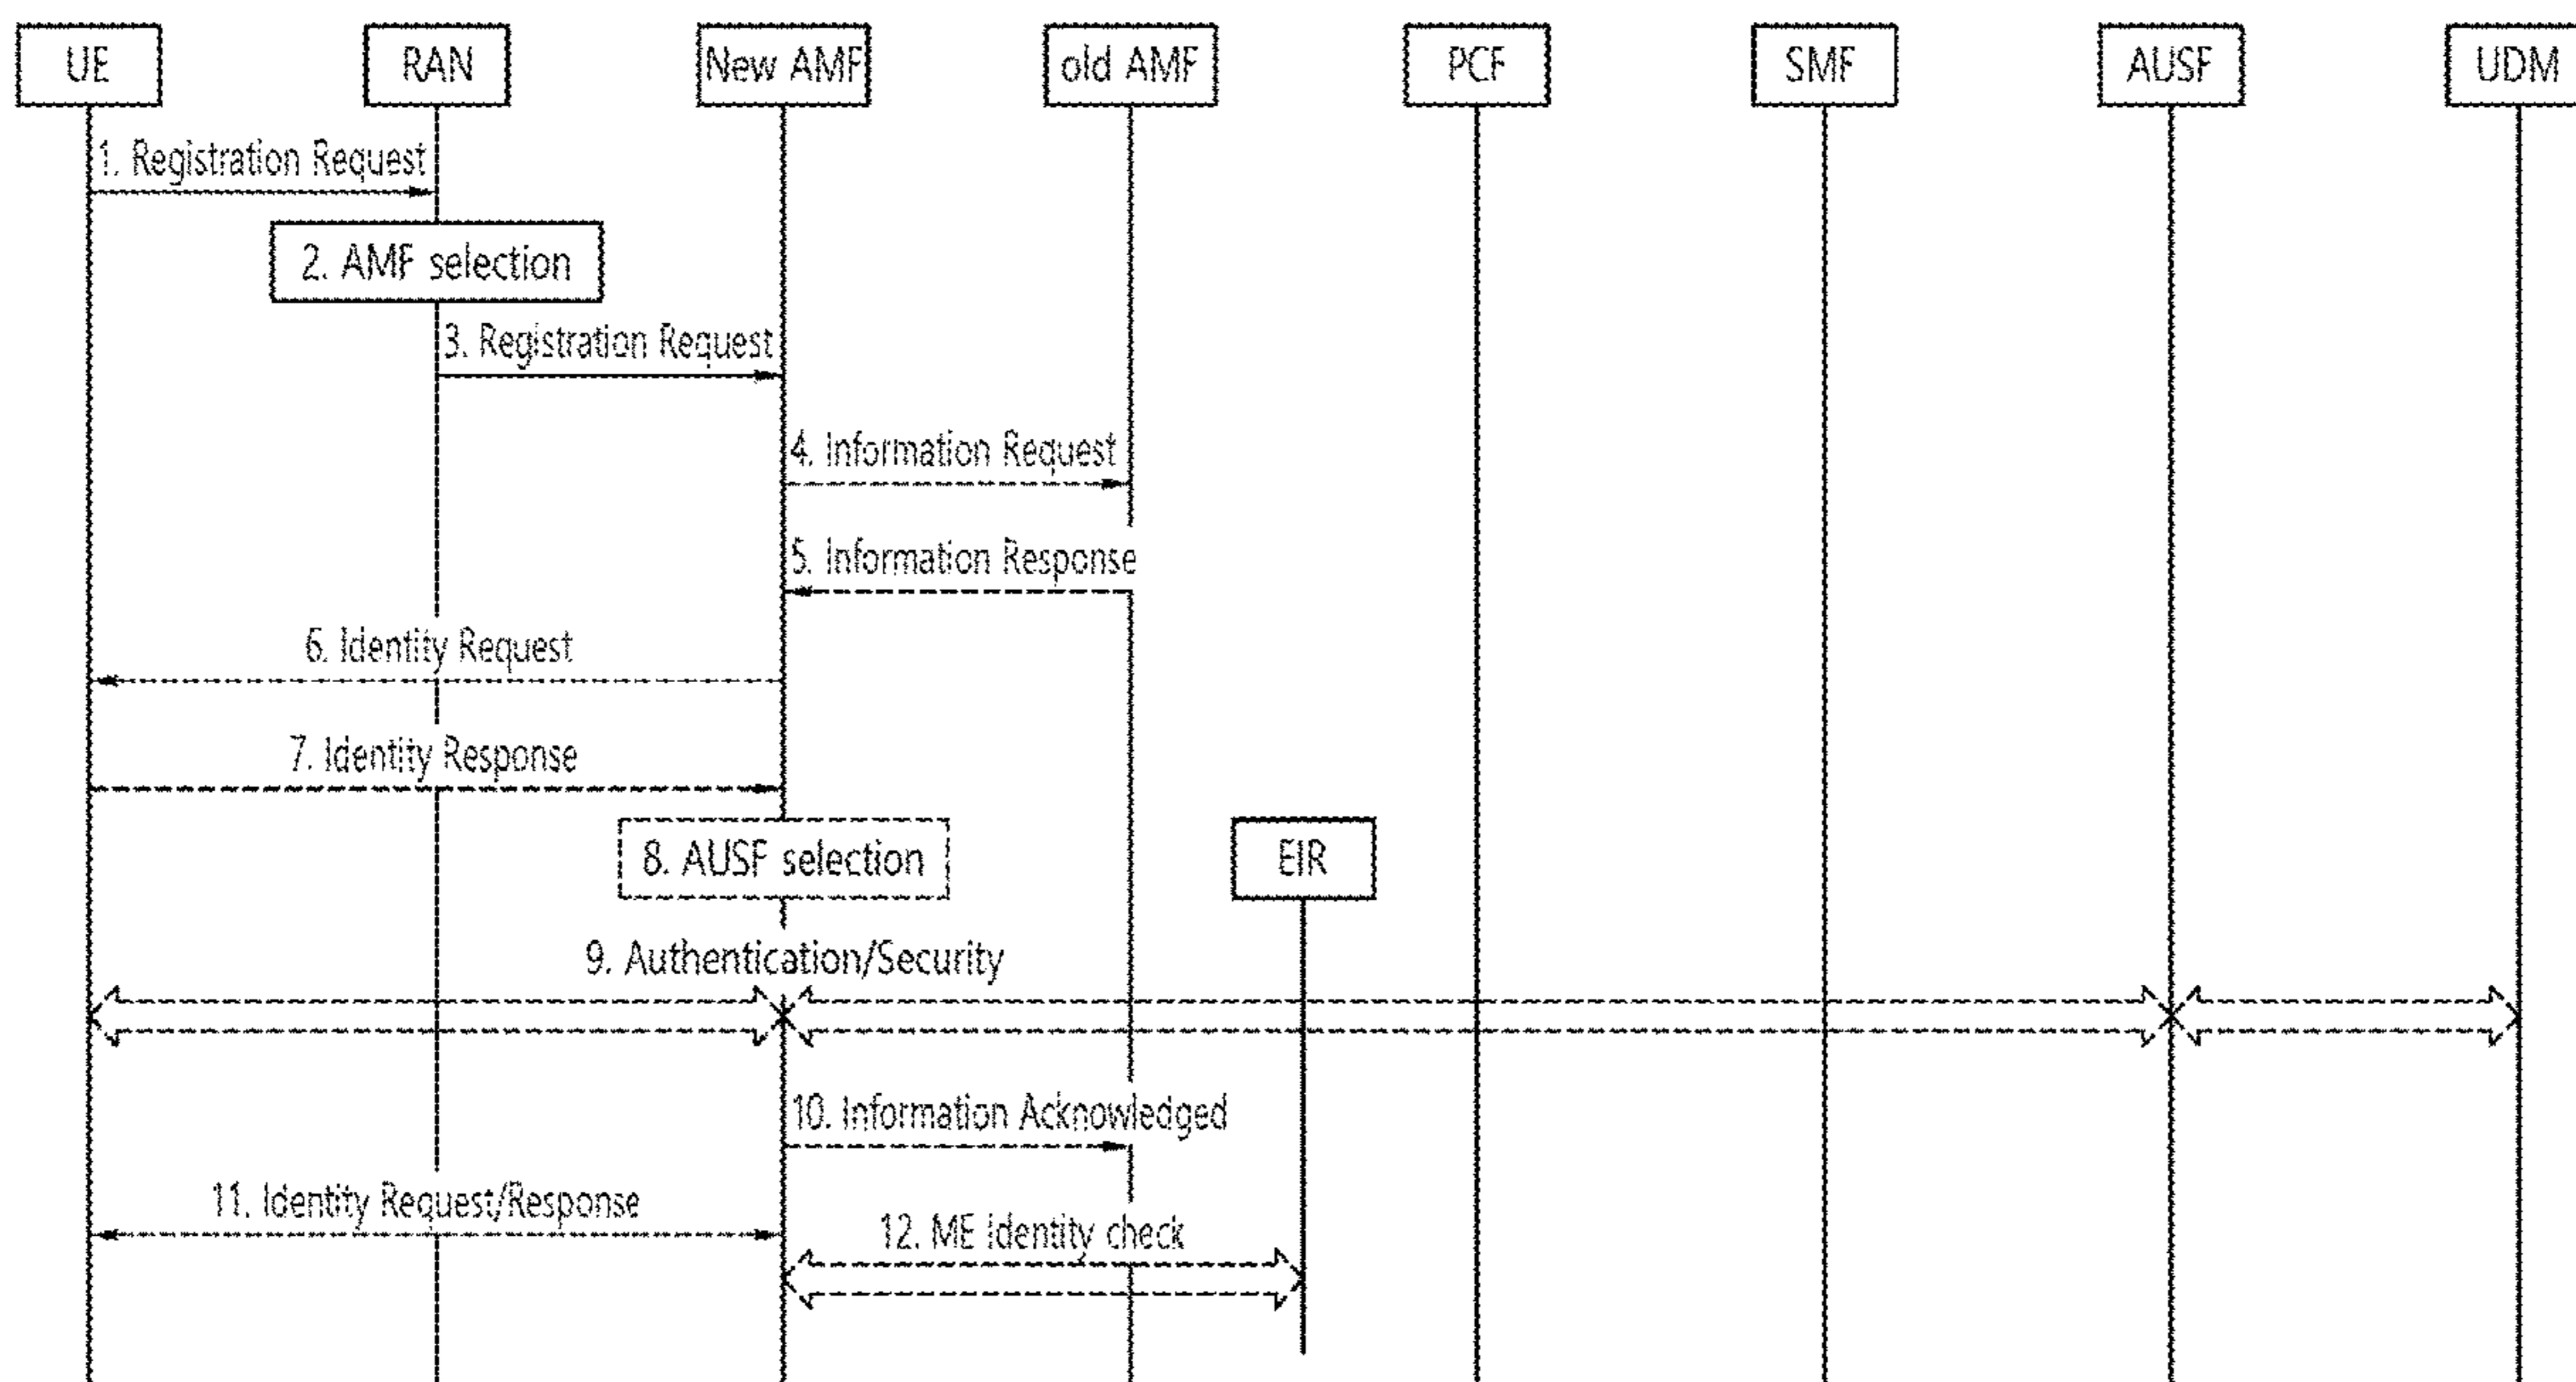 UE
RAN
New AMF
old AMF
PCF
SMF
AUSF
UDM
1. Registration Request
2. AMF selection
3. Registration Request
4. Information Request
5. Information Response
6. Identity Request
7. Identity Response
8. AUSF selection
EIR
9. Authentication/Security
10. Information Acknowledged
11. Identity Request/Response
12. ME Identity check